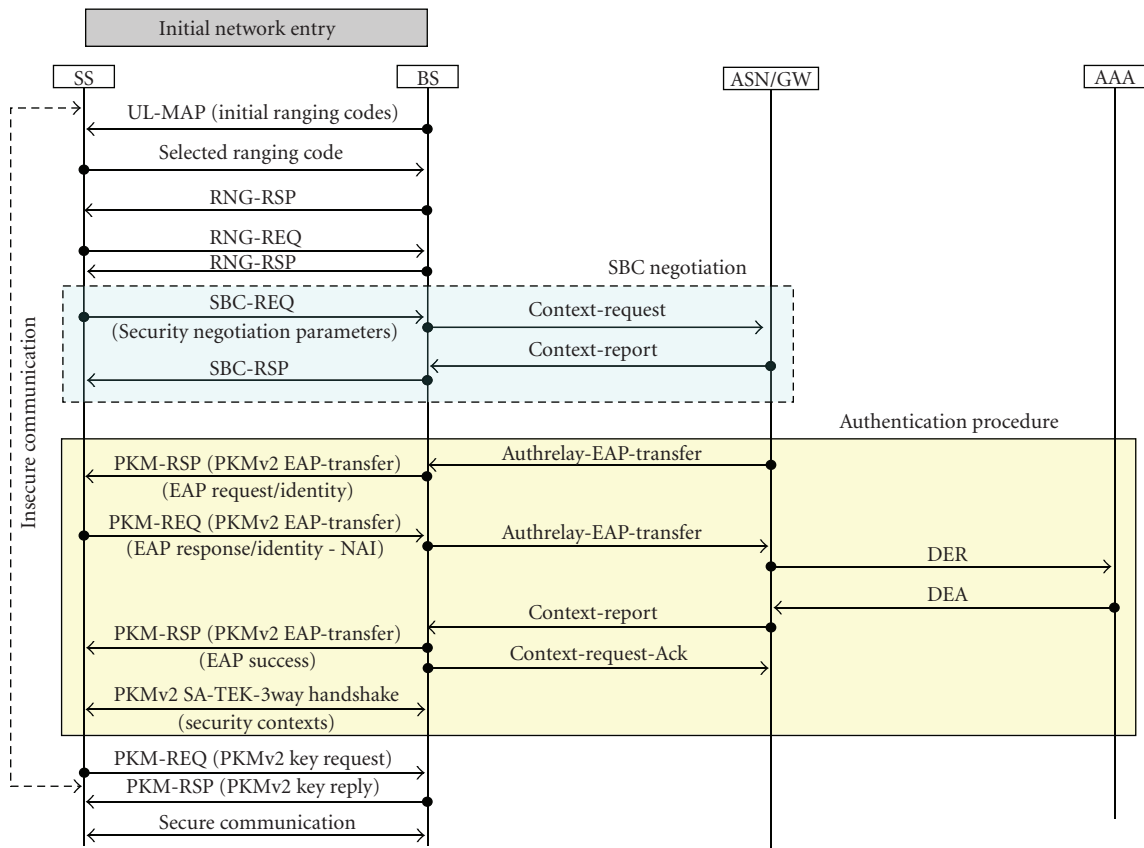 Initial network entry
SS
BS
ASN/GW
AAA
UL-MAP (initial ranging codes)
Selected ranging code
RNG-RSP
RNG-REQ
RNG-RSP
SBC negotiation
SBC-REQ
(Security negotiation parameters)
Context-request
Context-report
SBC-RSP
Insecure communication
Authentication procedure
Authrelay-EAP-transfer
PKM-RSP (PKMv2 EAP-transfer)
(EAP request/identity)
PKM-REQ (PKMv2 EAP-transfer)
(EAP response/identity - NAI)
Authrelay-EAP-transfer
DER
DEA
Context-report
PKM-RSP (PKMv2 EAP-transfer)
(EAP success)
Context-request-Ack
PKMv2 SA-TEK-3way handshake
(security contexts)
PKM-REQ (PKMv2 key request)
PKM-RSP (PKMv2 key reply)
Secure communication